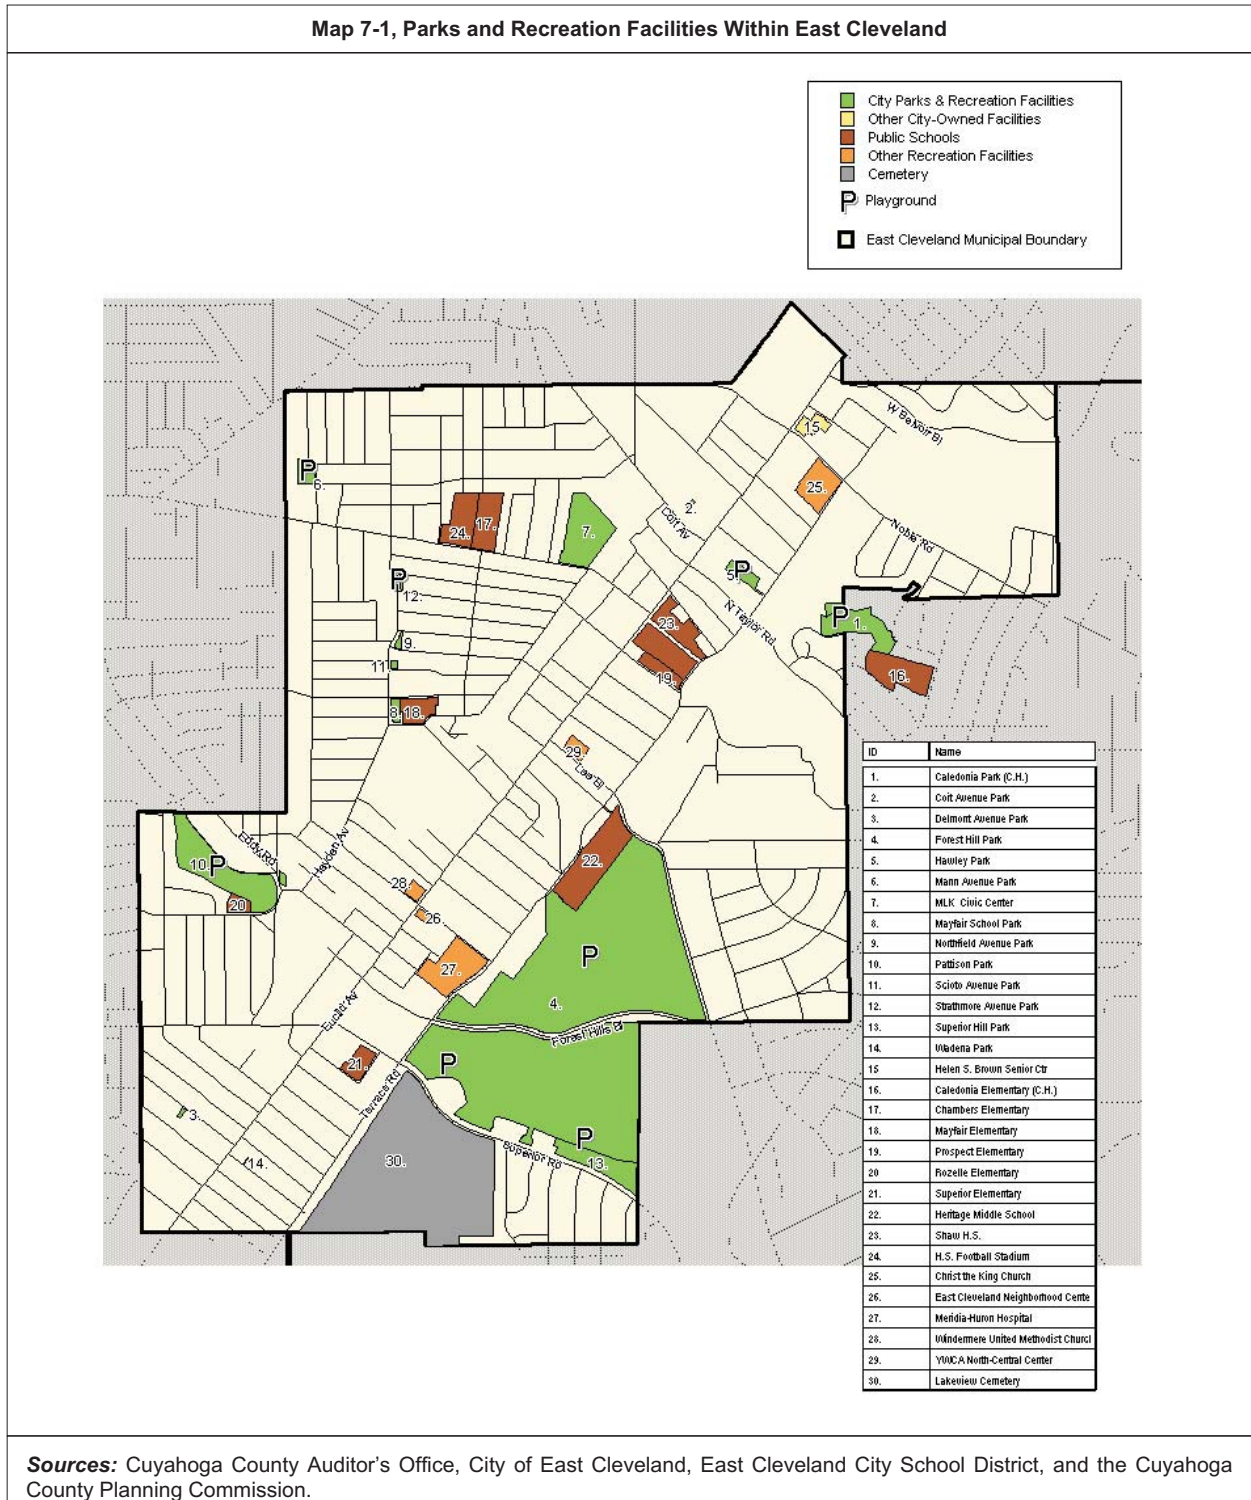 Map 7-1, Parks and Recreation Facilities Within East Cleveland
City Parks & Recreation Facilities
Other City-Owned Facilities
Public Schools
Other Recreation Facilities
Cemetery
P Playground
East Cleveland Municipal Boundary
15.
W Belvoir Bl
P
6.
25.
2.
24.
17.
7.
Coit Av
Noble Rd
P
5.
P
12.
N Taylor Rd
P
1.
23.
9.
11.
19.
16.
8.
18.
29.
Lee Bl
ID Name
1. Caledonia Park (C.H.)
2. Coit Avenue Park
3. Delmont Avenue Park
4. Forest Hill Park
5. Hawley Park
6. Mann Avenue Park
7. MLK Civic Center
8. Mayfair School Park
9. Northfield Avenue Park
10. Pattison Park
11. Scioto Avenue Park
12. Strathmore Avenue Park
13. Superior Hill Park
14. Wadena Park
15 Helen S. Brown Senior Ctr
16. Caledonia Elementary (C.H.)
17. Chambers Elementary
18. Mayfair Elementary
19. Prospect Elementary
20 Rozelle Elementary
21. Superior Elementary
22. Heritage Middle School
23. Shaw H.S.
24. H.S. Football Stadium
25. Christ the King Church
26. East Cleveland Neighborhood Cente
27. Meridia-Huron Hospital
28. Windermere United Methodist Churcl
29. YWCA North-Central Center
30. Lakeview Cemetery
Eddy Rd
Hayden Av
10.
P
22.
20
28.
26.
P
27.
4.
Euclid Av
Forest Hills Bl
21.
P
Terrace Rd
3.
P
14.
30.
Superior Rd
13.
Sources: Cuyahoga County Auditor's Office, City of East Cleveland, East Cleveland City School District, and the Cuyahoga
County Planning Commission.